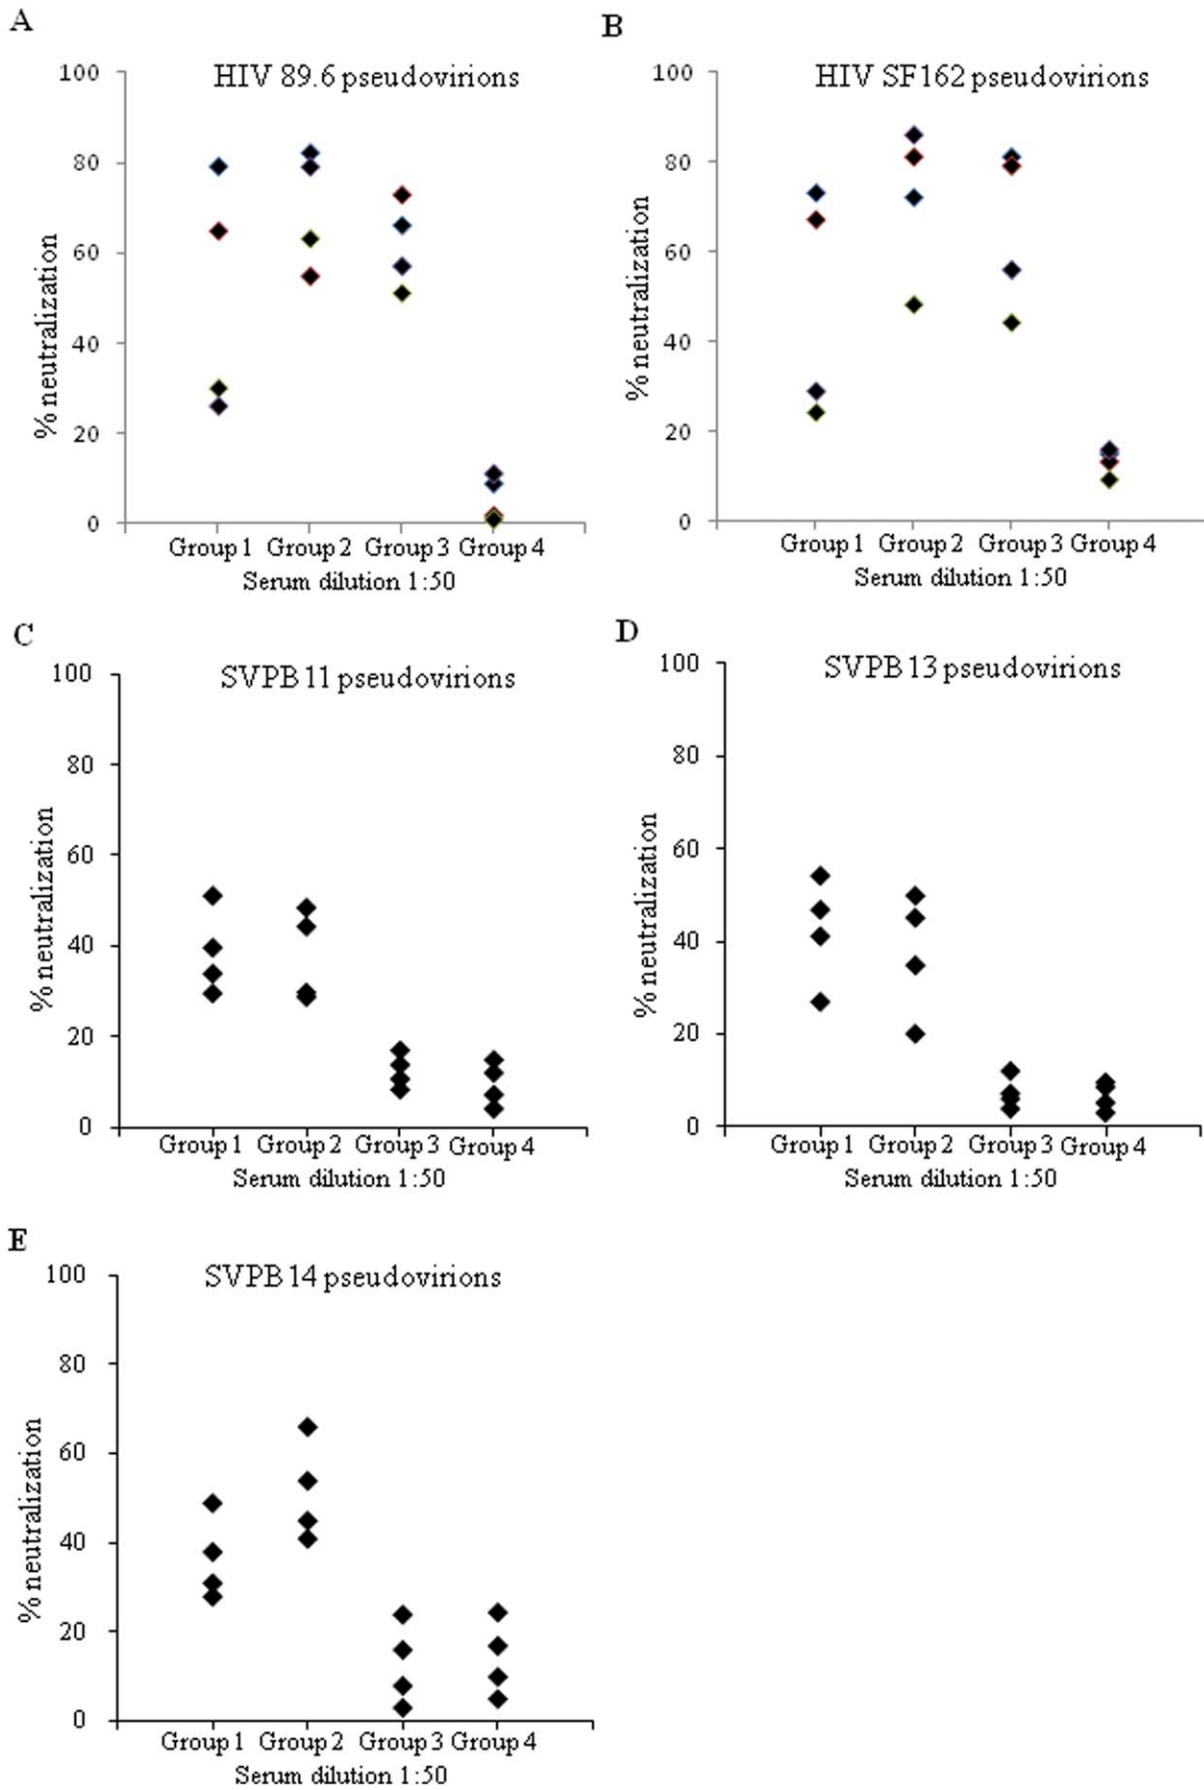 A
HIV 89.6 pseudovirions
100
80
60
40
20
0
% neutralization
Group 1 Group 2 Group 3 Group 4
Serum dilution 1:50
B
HIV SF162 pseudovirions
100
80
60
40
20
0
% neutralization
Group 1 Group 2 Group 3 Group 4
Serum dilution 1:50
C
SVPB 11 pseudovirions
100
80
60
40
20
0
% neutralization
Group 1 Group 2 Group 3 Group 4
Serum dilution 1:50
D
SVPB 13 pseudovirions
100
80
60
40
20
0
% neutralization
Group 1 Group 2 Group 3 Group 4
Serum dilution 1:50
E
SVPB 14 pseudovirions
100
80
60
40
20
0
% neutralization
Group 1 Group 2 Group 3 Group 4
Serum dilution 1:50